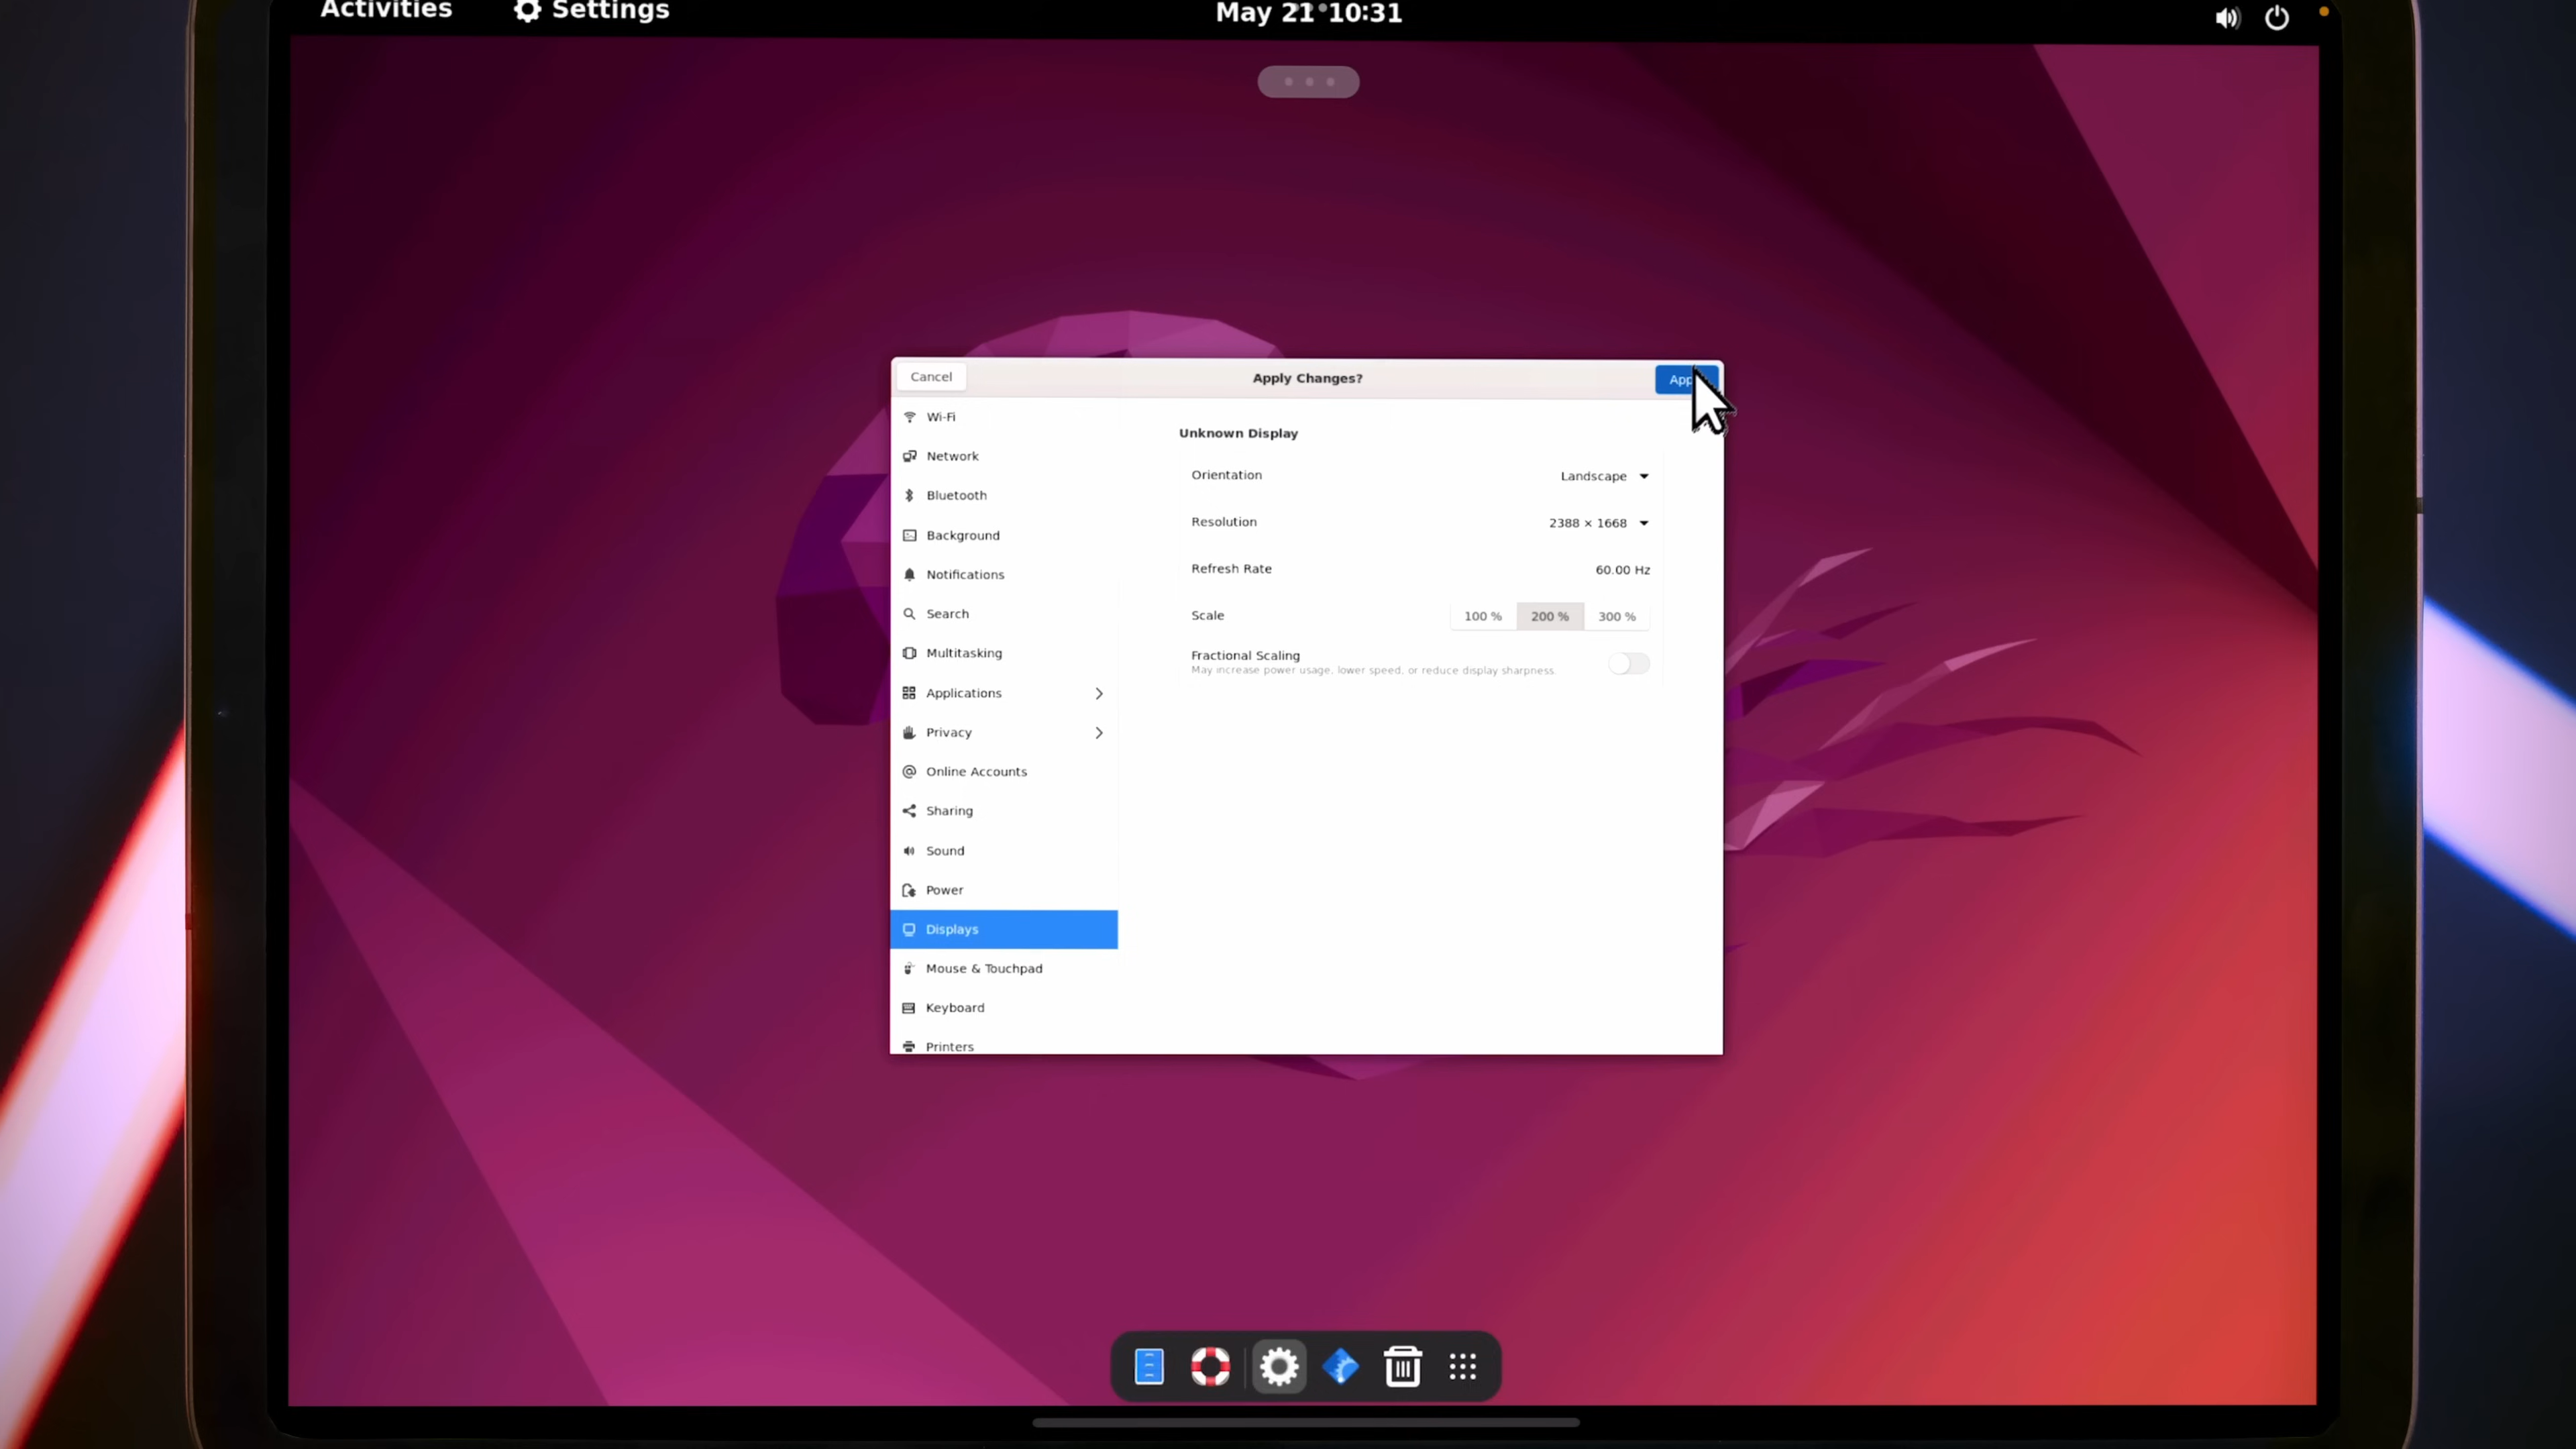 Activities
Settings
May 21 10:31
Cancel
Apply Changes?
Wi-Fi
Network
Bluetooth
Background
Notifications
Search
Multitasking
Applications
Privacy
Online Accounts
Sharing
Sound
Power
Displays
Mouse & Touchpad
Keyboard
Printers
Unknown Display
Orientation
Landscape
Resolution
2388 × 1668
Refresh Rate
60.00 Hz
Scale
100 %
200 %
300 %
Fractional Scaling
May increase power usage, lower speed, or reduce display sharpness.